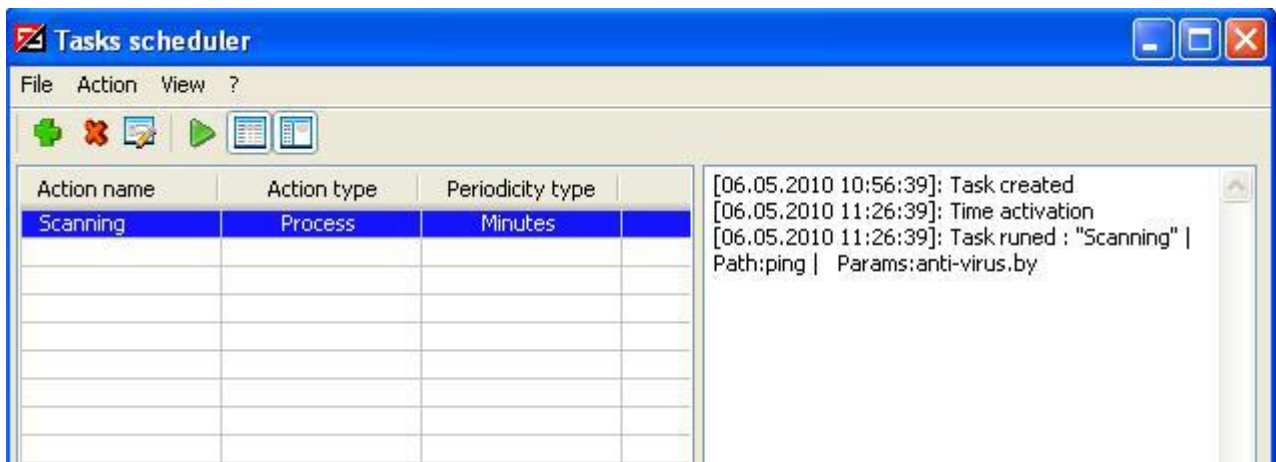 Tasks scheduler
File Action View ?
Action name Action type Periodicity type
Scanning Process Minutes
[06.05.2010 10:56:39]: Task created
[06.05.2010 11:26:39]: Time activation
[06.05.2010 11:26:39]: Task runed : "Scanning" |
Path:ping | Params:anti-virus.by